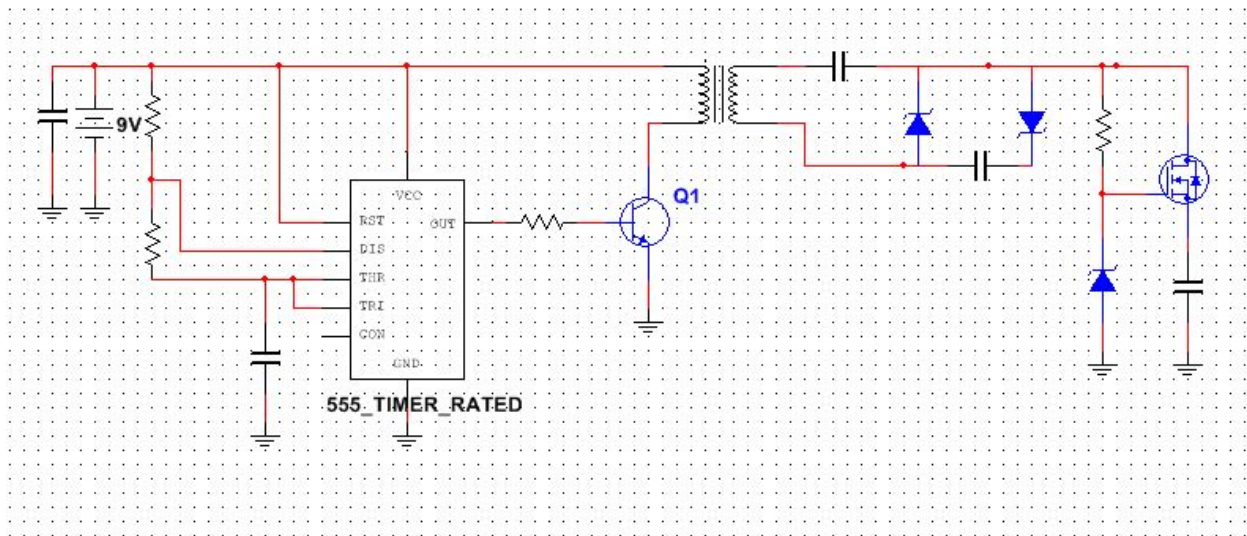 9V
Q1
VCC
RST
OUT
DIS
THR
TRI
CON
GND
555_TIMER_RATED